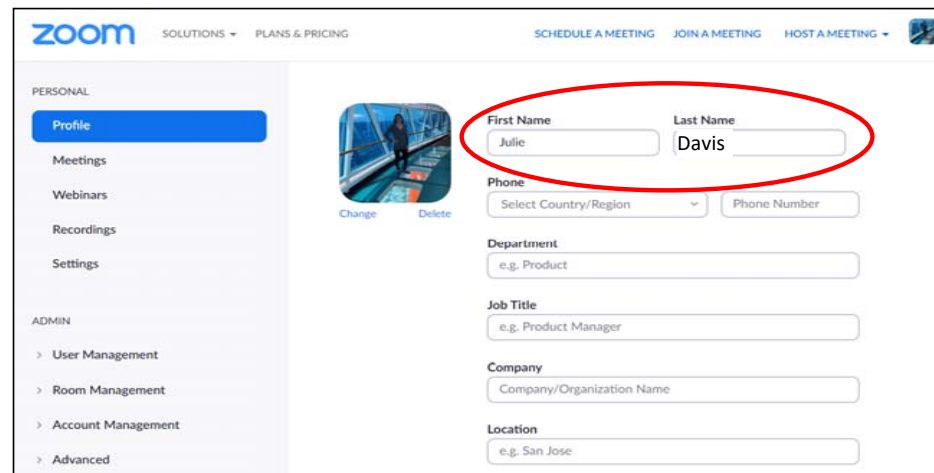 zoom SOLUTIONS PLANS & PRICING SCHEDULE A MEETING JOIN A MEETING HOST A MEETING
PERSONAL
Profile
Meetings
Webinars
Recordings
Settings
ADMIN
User Management
Room Management
Account Management
Advanced
Change Delete
First Name Last Name
Julie Davis
Phone
Select Country/Region Phone Number
Department
e.g. Product
Job Title
e.g. Product Manager
Company
Company/Organization Name
Location
e.g. San Jose